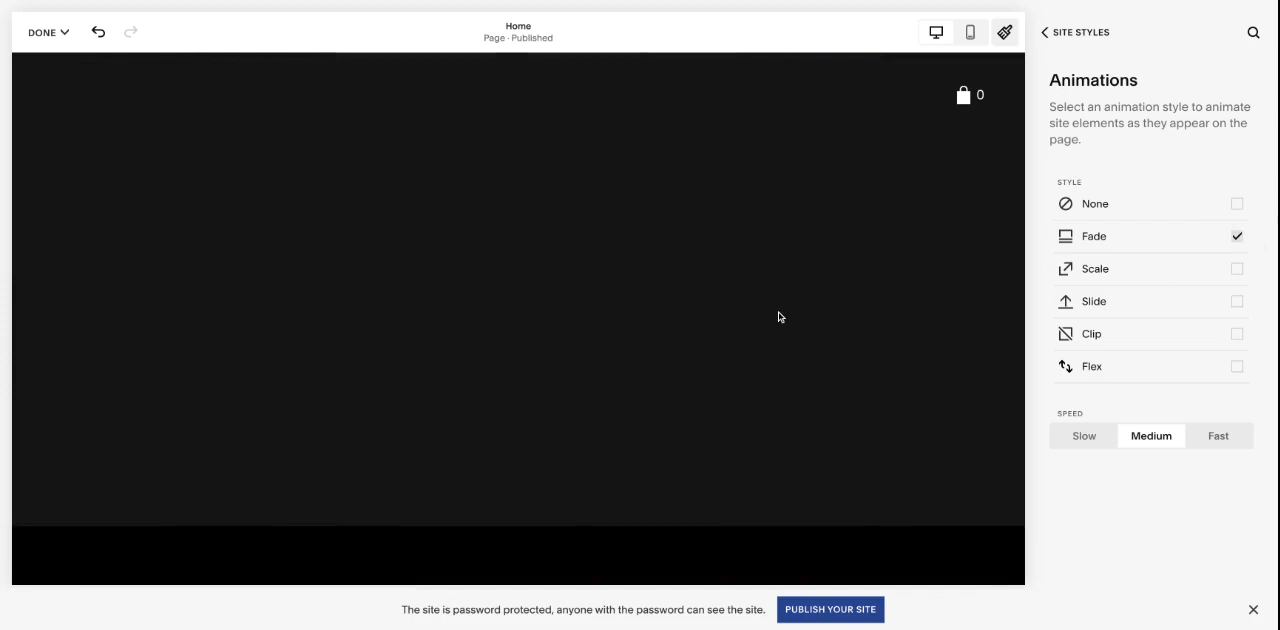 DONE
Home
Page · Published
SITE STYLES
0
Animations
Select an animation style to animate
site elements as they appear on the
page.
STYLE
None
Fade
Scale
Slide
Clip
Flex
SPEED
Slow Medium Fast
The site is password protected, anyone with the password can see the site. PUBLISH YOUR SITE